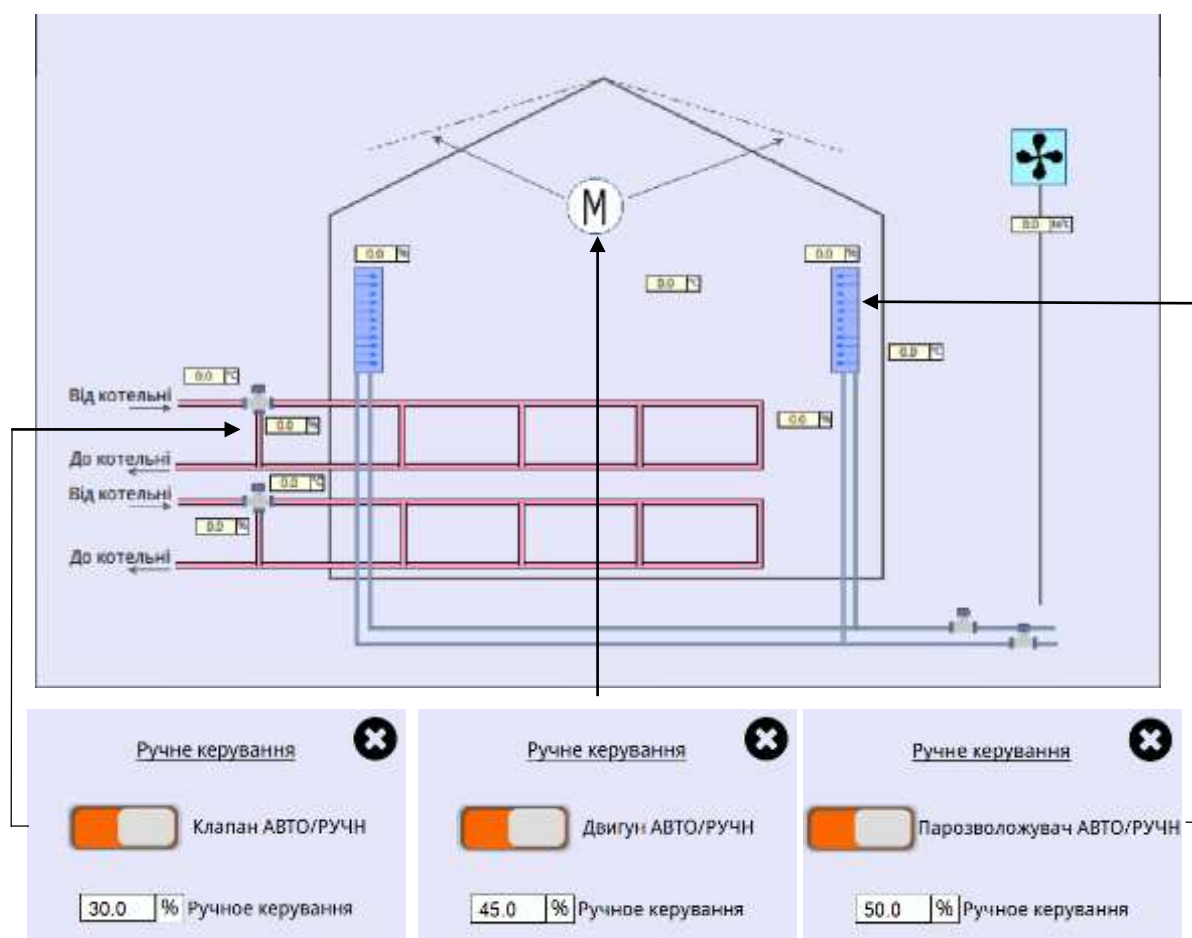 M
0.0 %
0.0 %
0.0
0.0 °C
0.0 °C
0.0 °C
Від котельні
0.0 %
0.0 %
До котельні
0.0 °C
Від котельні
0.0 %
До котельні
Ручне керування
Клапан АВТО/РУЧН
30.0 % Ручное керування
Ручне керування
Двигун АВТО/РУЧН
45.0 % Ручное керування
Ручне керування
Парозволожувач АВТО/РУЧН
50.0 % Ручное керування